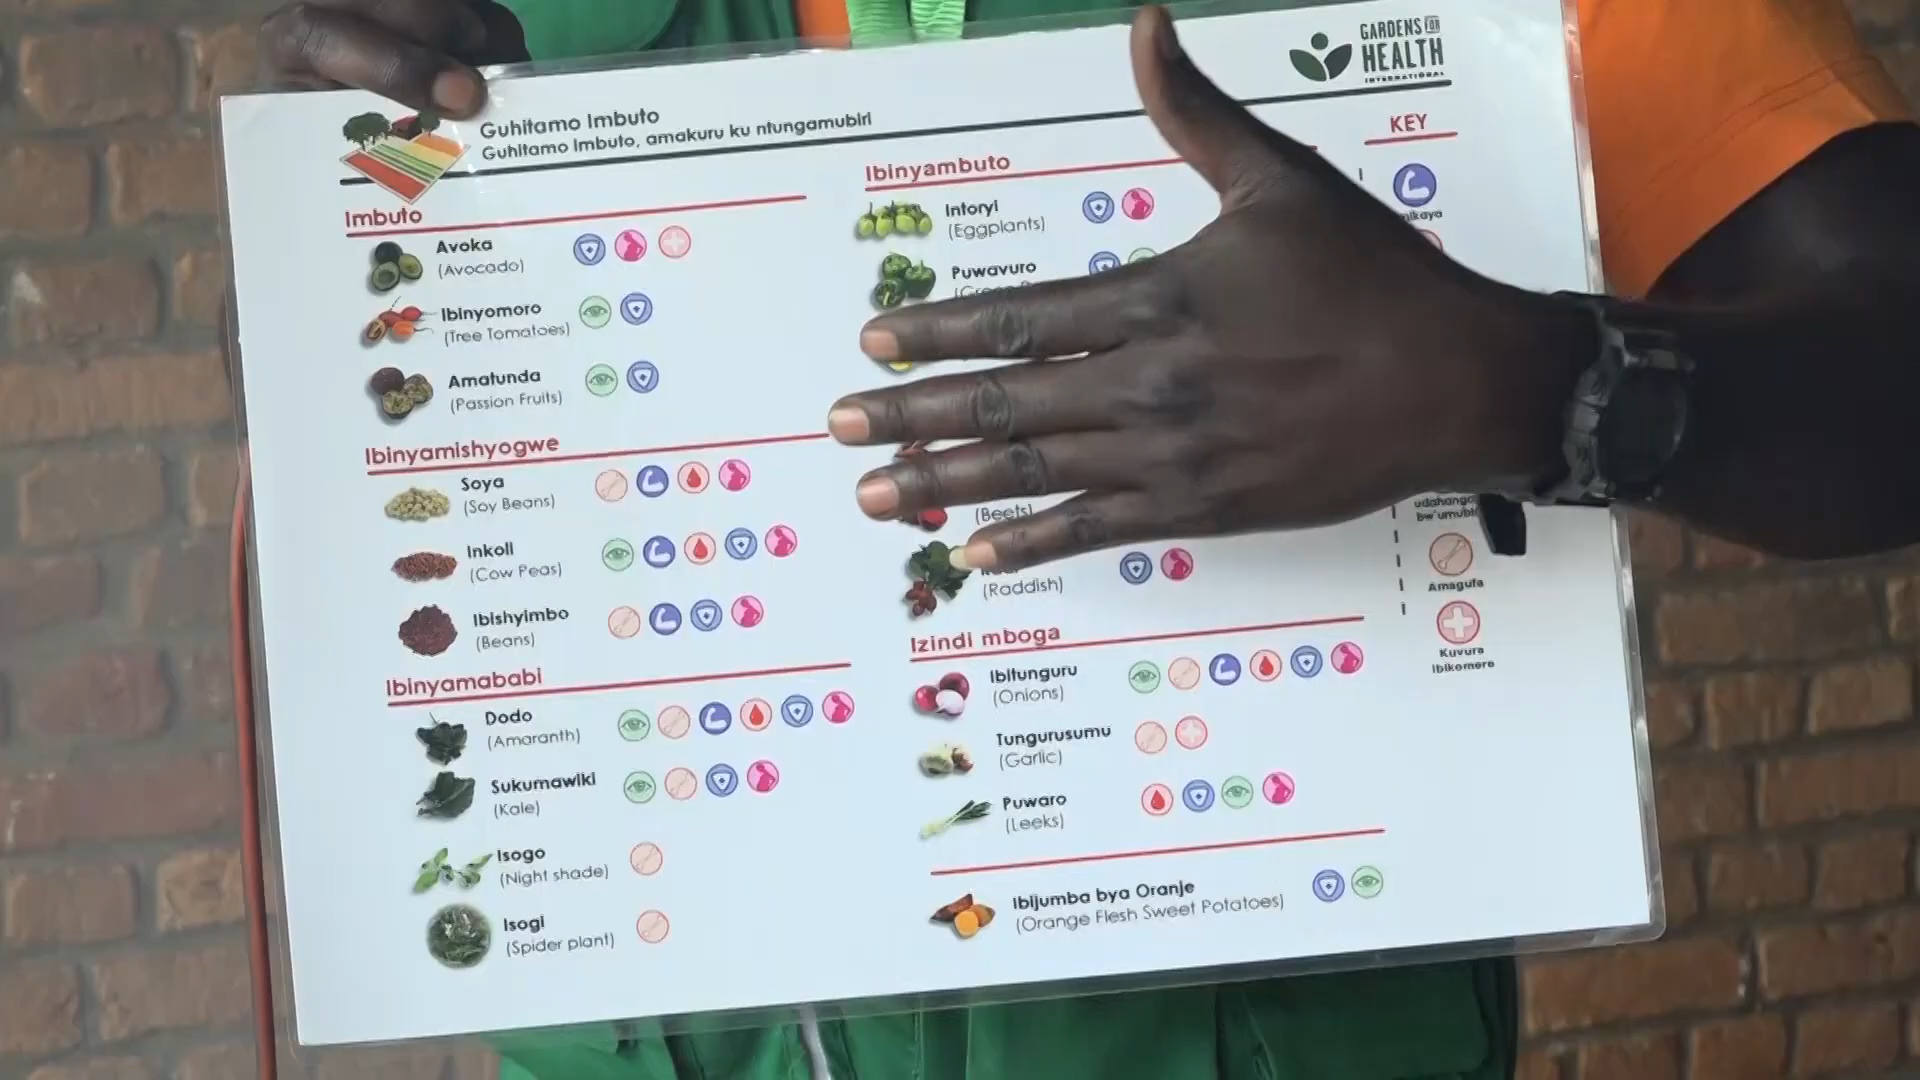 GARDENS FOR
HEALTH
INTERNATIONAL
Guhitamo Imbuto
Guhitamo Imbuto, amakuru ku ntungamubiri
Imbuto
Avoka
(Avocado)
Ibinyomoro
(Tree Tomatoes)
Amatunda
(Passion Fruits)
Ibinyamishyogwe
Soya
(Soy Beans)
Inkoli
(Cow Peas)
Ibishyimbo
(Beans)
Ibinyamababi
Dodo
(Amaranth)
Sukumawiki
(Kale)
Isogo
(Night shade)
Isogi
(Spider plant)
Ibinyambuto
Intoryi
(Eggplants)
Puwavuro
(Beets)
(Raddish)
Izindi mboga
Ibitunguru
(Onions)
Tungurusumu
(Garlic)
Puwaro
(Leeks)
Ibijumba bya Oranje
(Orange Flesh Sweet Potatoes)
KEY
Amagufa
Kuvura
Ibikomere